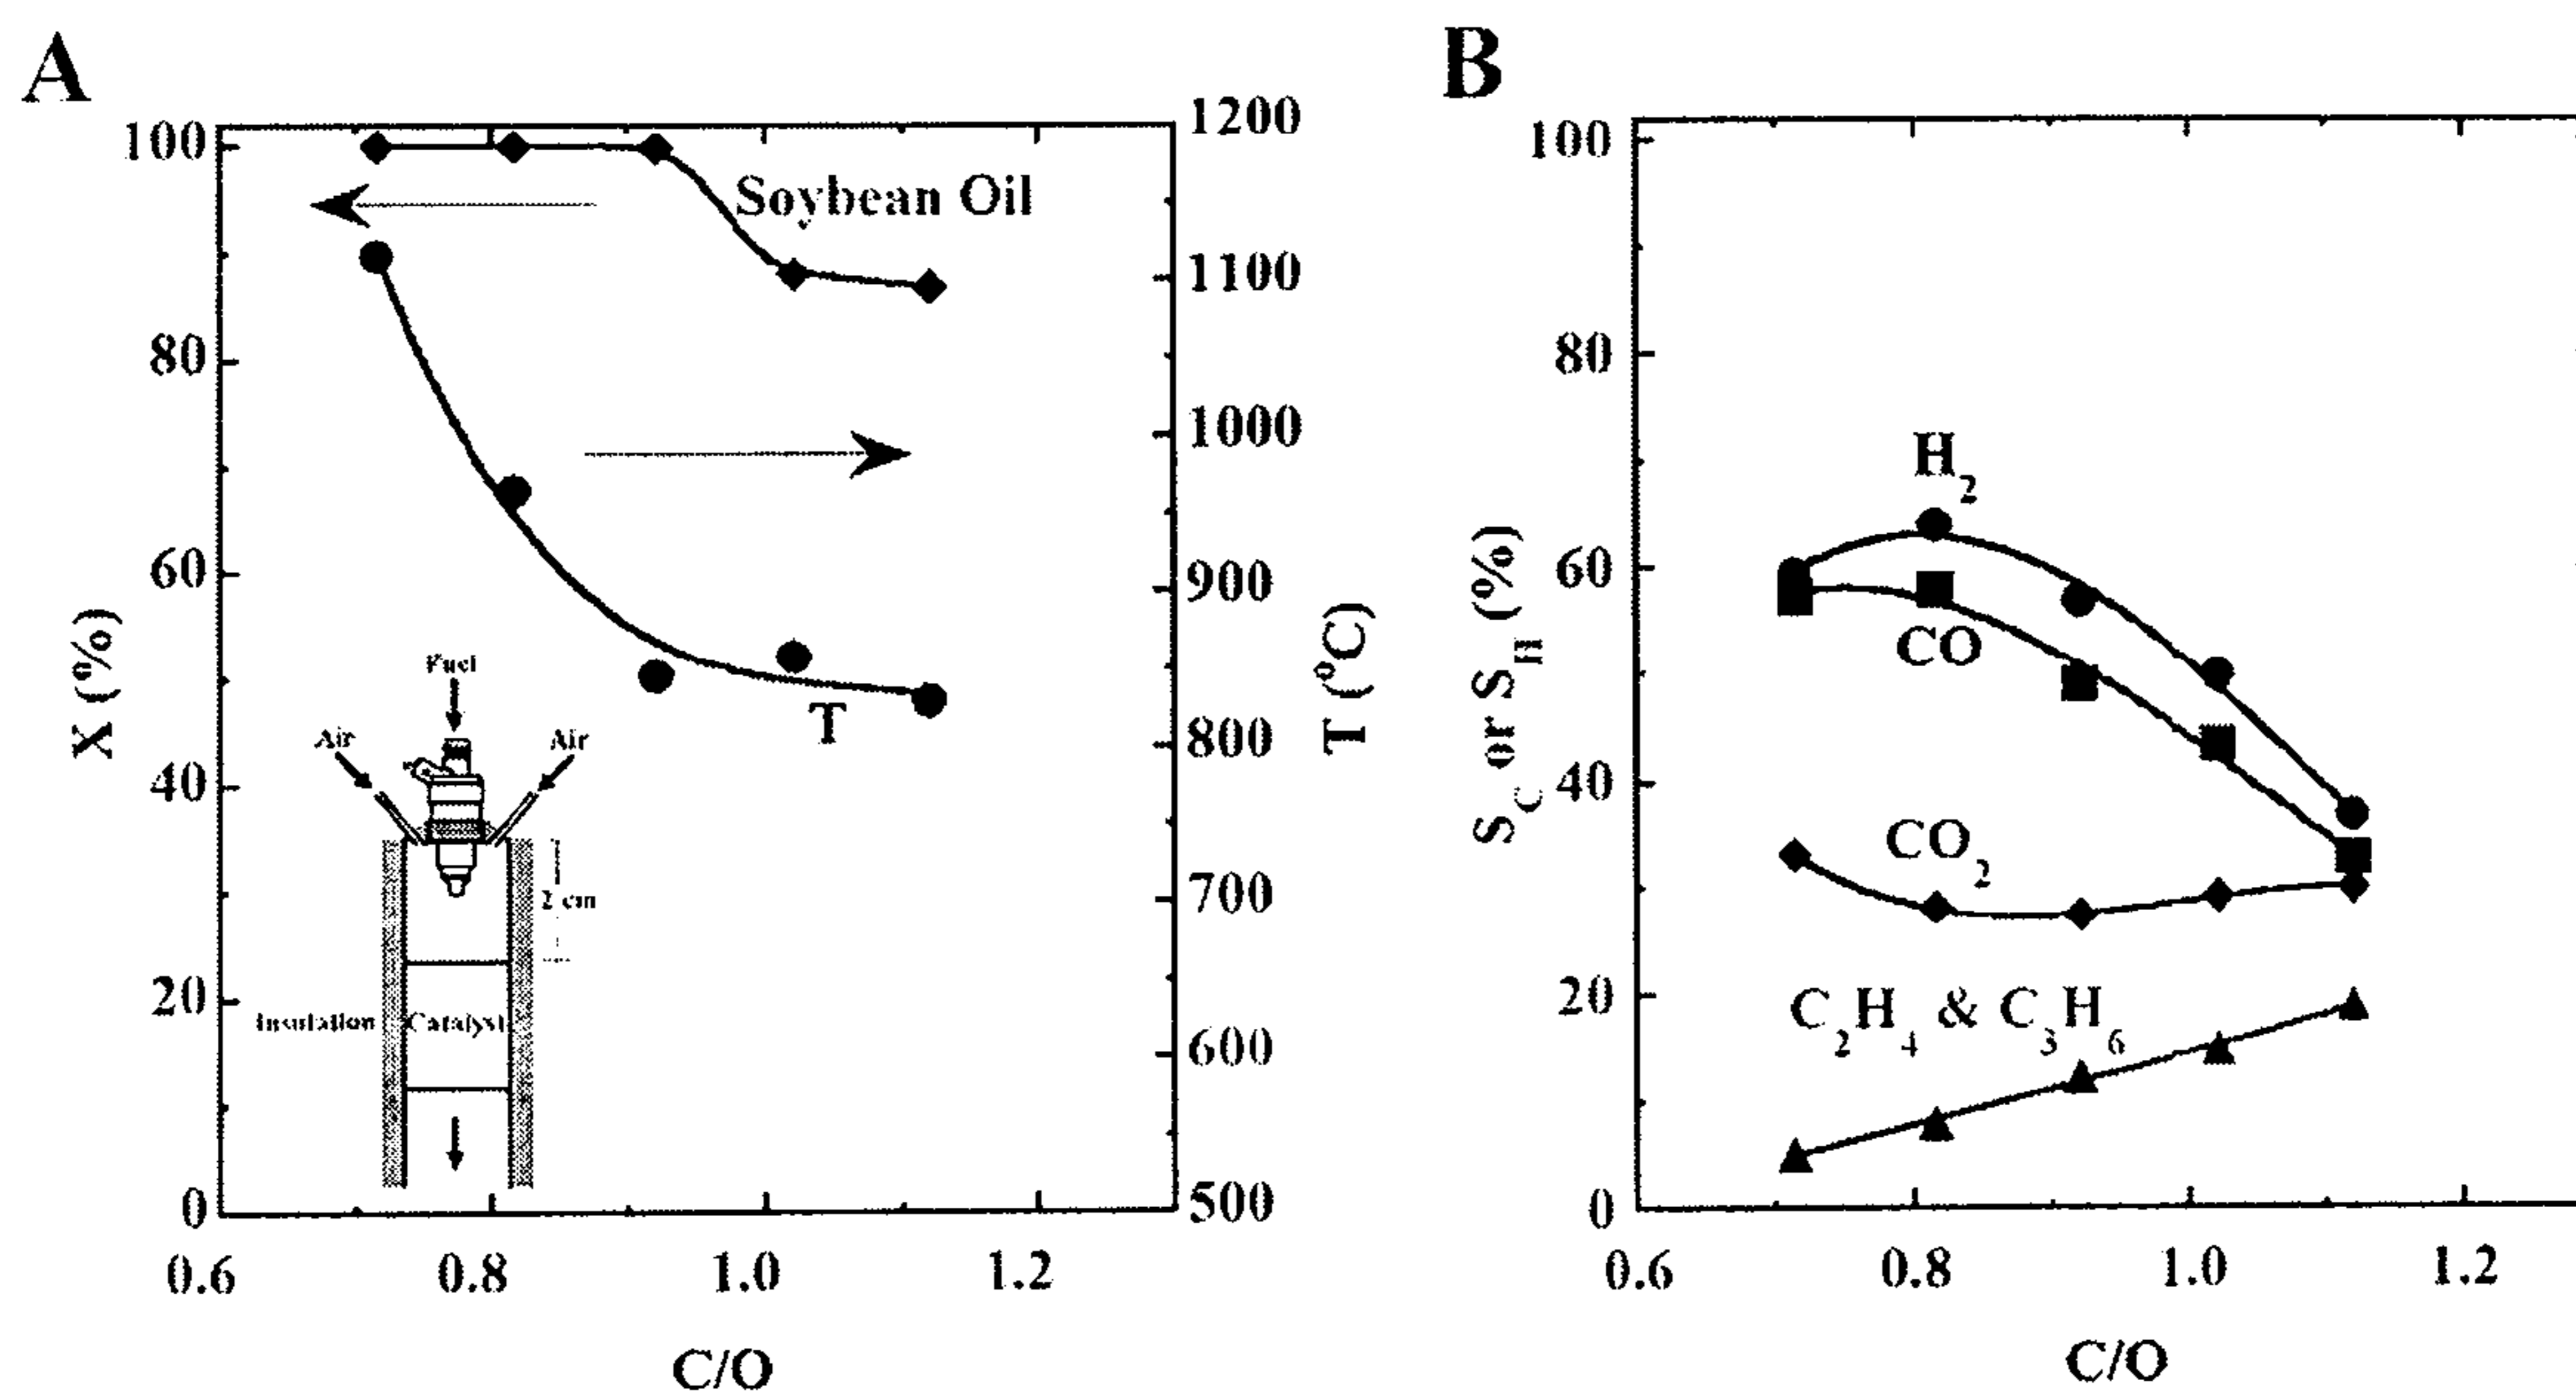 A
B
100
80
60
40
20
0
X (%)
Soybean Oil
T
Fuel
Air
Air
2 cm
Insulation
Catalyst
1200
1100
1000
900
800
700
600
500
T (°C)
0.6 0.8 1.0 1.2
C/O
100
80
60
40
20
0
S_C or S_H (%)
H₂
CO
CO₂
C₂H₄ & C₃H₆
0.6 0.8 1.0 1.2
C/O